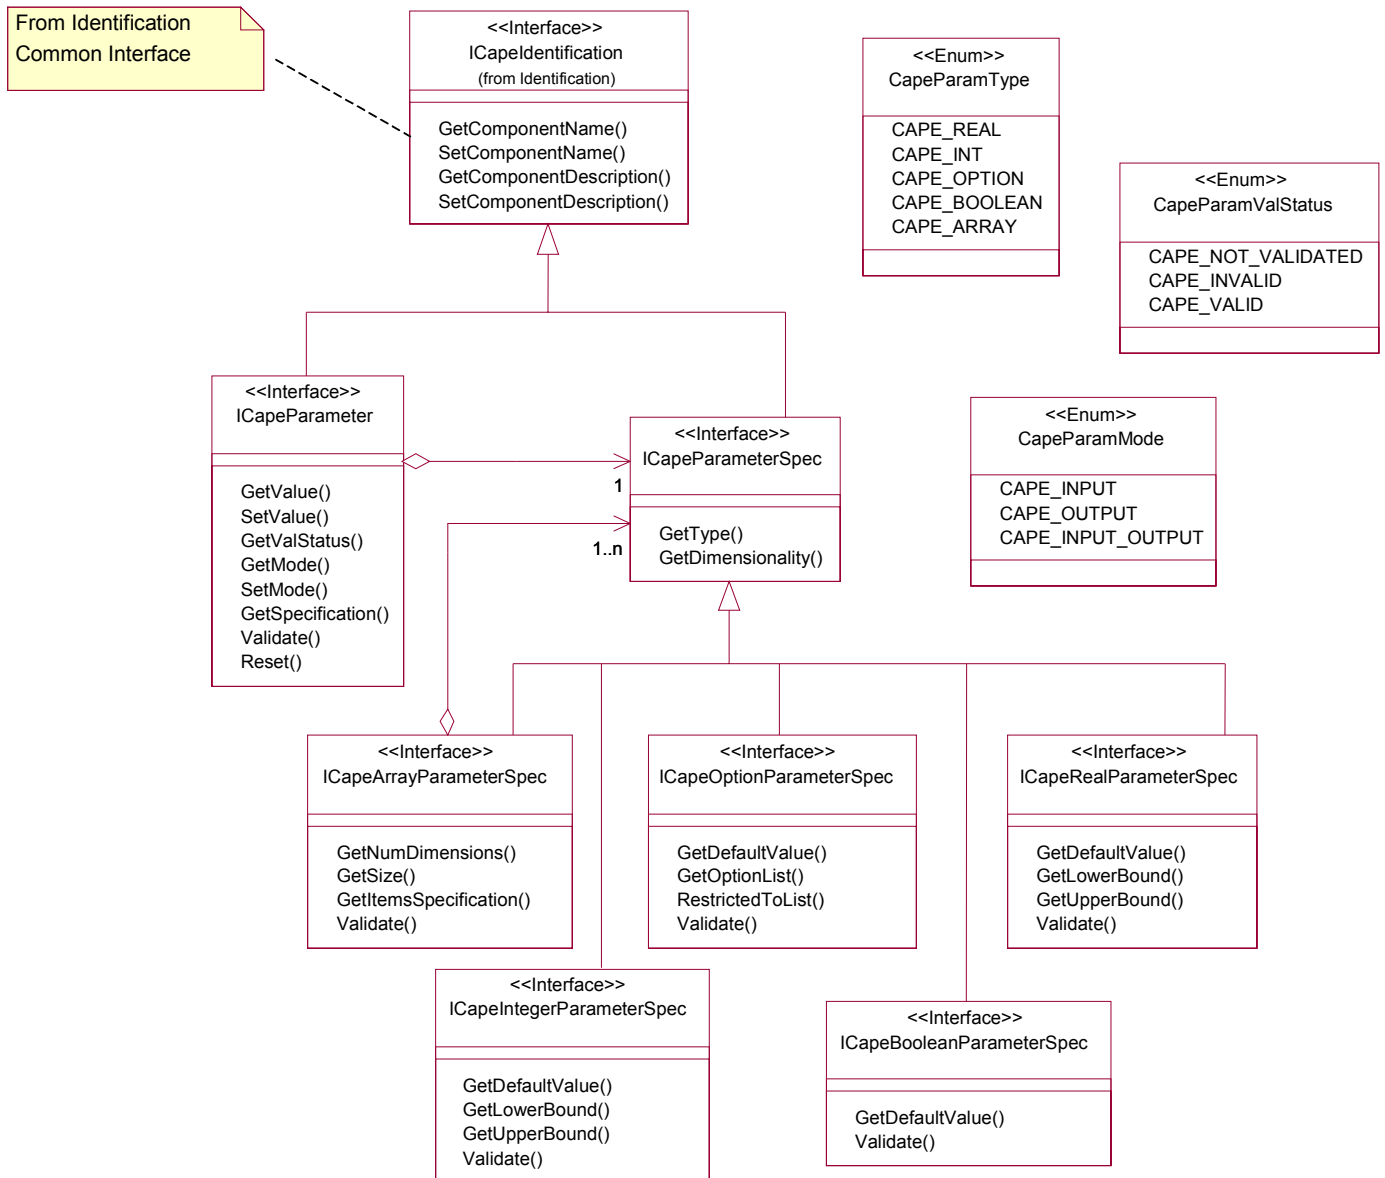 From Identification
Common Interface
<<Interface>>
ICapeIdentification
(from Identification)
GetComponentName()
SetComponentName()
GetComponentDescription()
SetComponentDescription()
<<Enum>>
CapeParamType
CAPE_REAL
CAPE_INT
CAPE_OPTION
CAPE_BOOLEAN
CAPE_ARRAY
<<Enum>>
CapeParamValStatus
CAPE_NOT_VALIDATED
CAPE_INVALID
CAPE_VALID
<<Interface>>
ICapeParameter
GetValue()
SetValue()
GetValStatus()
GetMode()
SetMode()
GetSpecification()
Validate()
Reset()
<<Interface>>
ICapeParameterSpec
GetType()
GetDimensionality()
1
1..n
<<Enum>>
CapeParamMode
CAPE_INPUT
CAPE_OUTPUT
CAPE_INPUT_OUTPUT
<<Interface>>
ICapeArrayParameterSpec
GetNumDimensions()
GetSize()
GetItemsSpecification()
Validate()
<<Interface>>
ICapeOptionParameterSpec
GetDefaultValue()
GetOptionList()
RestrictedToList()
Validate()
<<Interface>>
ICapeRealParameterSpec
GetDefaultValue()
GetLowerBound()
GetUpperBound()
Validate()
<<Interface>>
ICapeIntegerParameterSpec
GetDefaultValue()
GetLowerBound()
GetUpperBound()
Validate()
<<Interface>>
ICapeBooleanParameterSpec
GetDefaultValue()
Validate()